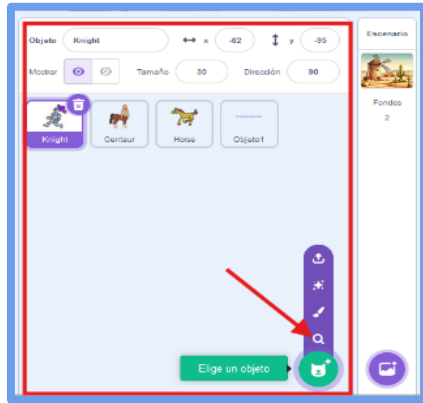 Objeto Knight x -62 y -95
Mostrar Tamaño 30 Dirección 90
Knight Centaur Horse Objeto1
Elige un objeto
Escenario
Fondos
2